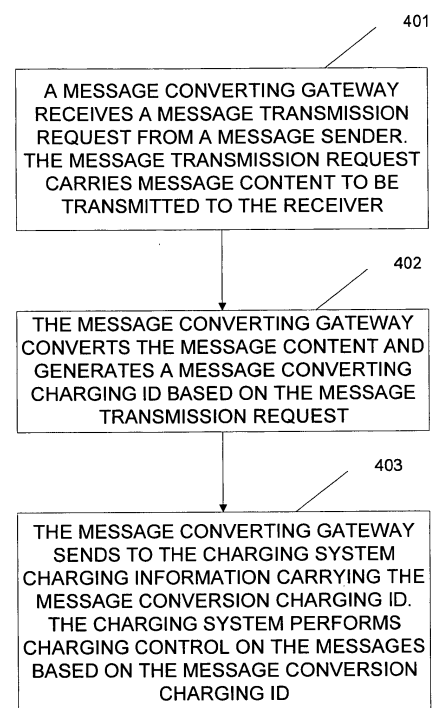 401
A MESSAGE CONVERTING GATEWAY
RECEIVES A MESSAGE TRANSMISSION
REQUEST FROM A MESSAGE SENDER.
THE MESSAGE TRANSMISSION REQUEST
CARRIES MESSAGE CONTENT TO BE
TRANSMITTED TO THE RECEIVER
402
THE MESSAGE CONVERTING GATEWAY
CONVERTS THE MESSAGE CONTENT AND
GENERATES A MESSAGE CONVERTING
CHARGING ID BASED ON THE MESSAGE
TRANSMISSION REQUEST
403
THE MESSAGE CONVERTING GATEWAY
SENDS TO THE CHARGING SYSTEM
CHARGING INFORMATION CARRYING THE
MESSAGE CONVERSION CHARGING ID.
THE CHARGING SYSTEM PERFORMS
CHARGING CONTROL ON THE MESSAGES
BASED ON THE MESSAGE CONVERSION
CHARGING ID